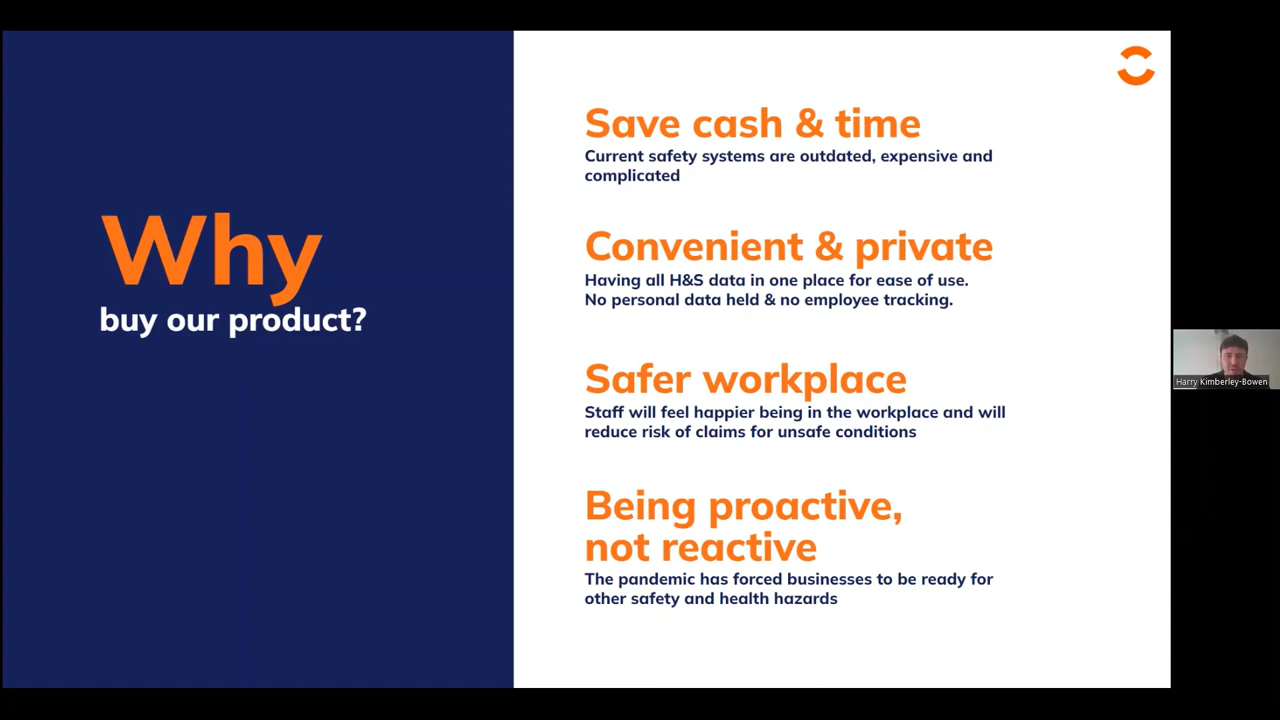 Why
buy our product?
Save cash & time
Current safety systems are outdated, expensive and
complicated
Convenient & private
Having all H&S data in one place for ease of use.
No personal data held & no employee tracking.
Safer workplace
Staff will feel happier being in the workplace and will
reduce risk of claims for unsafe conditions
Being proactive,
not reactive
The pandemic has forced businesses to be ready for
other safety and health hazards
Harry Kimberley-Bowen